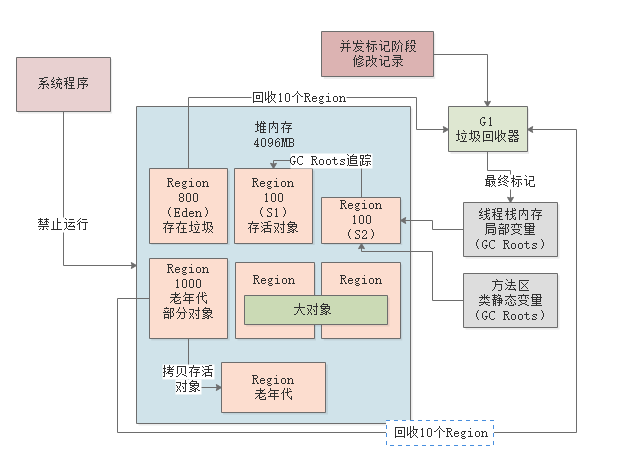 并发标记阶段
修改记录
系统程序
回收10个Region
堆内存
4096MB
G1
垃圾回收器
GC Roots追踪
最终标记
Region
800
（Eden）
存在垃圾
Region
100
（S1）
存活对象
Region
100
（S2）
线程栈内存
局部变量
（GC Roots）
禁止运行
Region
1000
老年代
部分对象
Region
Region
大对象
方法区
类静态变量
（GC Roots）
拷贝存活
对象
Region
老年代
回收10个Region